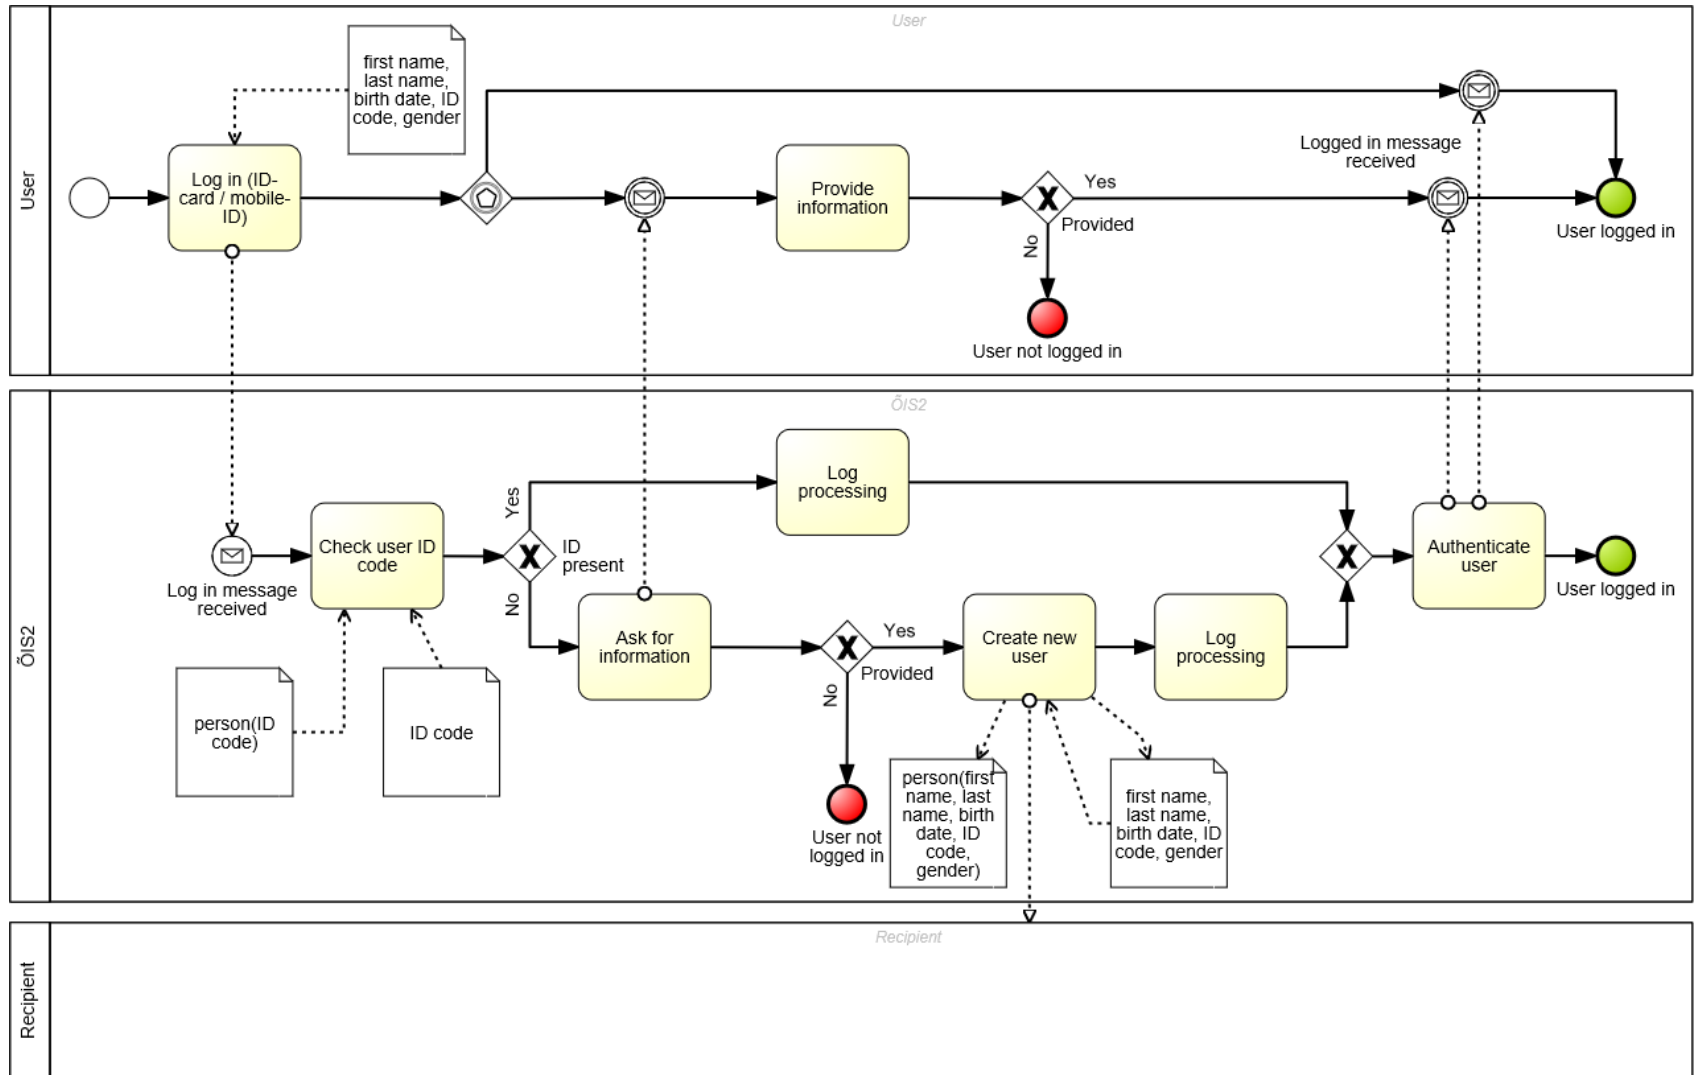 User
User
first name,
last name,
birth date, ID
code, gender
Log in (ID-
card / mobile-
ID)
Provide
information
Yes
Provided
No
User not logged in
Logged in message
received
User logged in
ÕIS2
ÕIS2
Log in message
received
Check user ID
code
person(ID
code)
ID code
Yes
ID
present
No
Log
processing
Ask for
information
Yes
Provided
No
User not
logged in
Create new
user
Log
processing
person(first
name, last
name, birth
date, ID
code,
gender)
first name,
last name,
birth date, ID
code, gender
Authenticate
user
User logged in
Recipient
Recipient